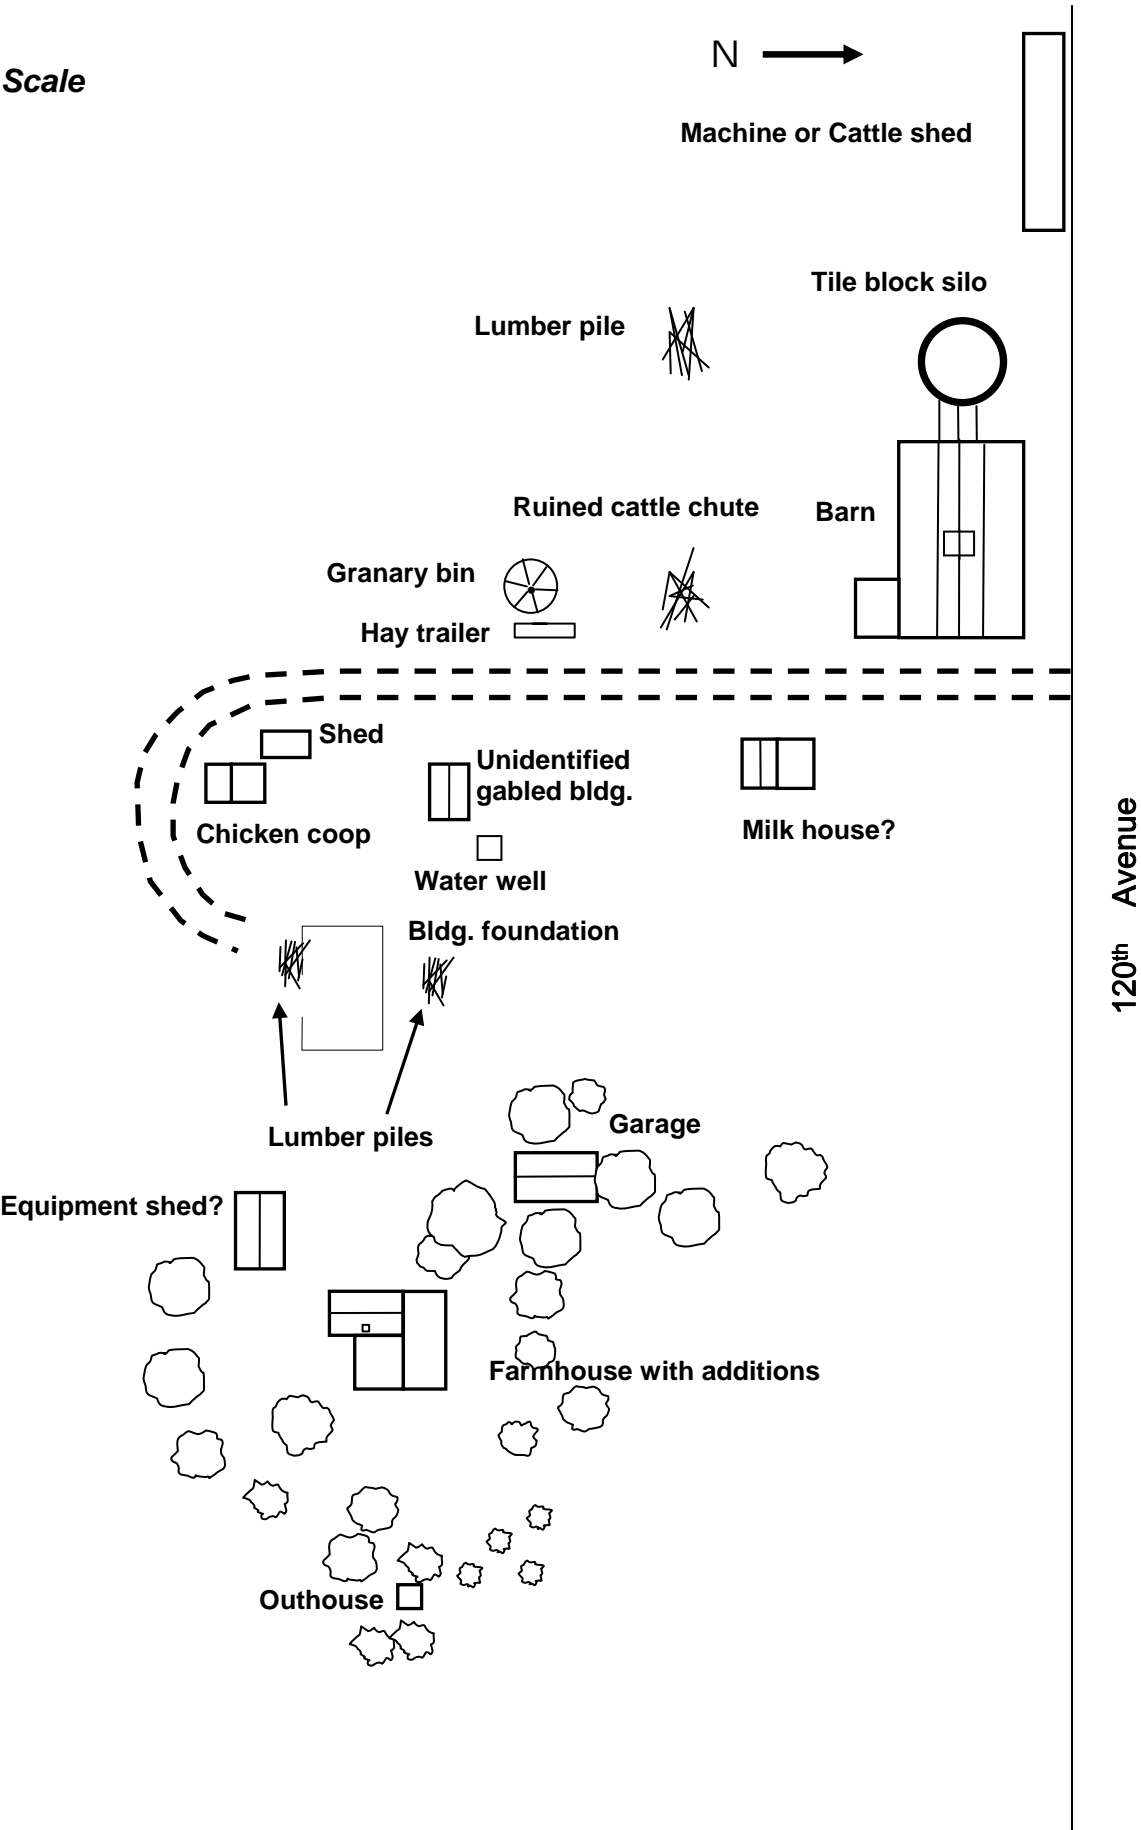 N
Scale
Machine or Cattle shed
Tile block silo
Lumber pile
Ruined cattle chute
Barn
Granary bin
Hay trailer
Shed
Unidentified
gabled bldg.
Chicken coop
Milk house?
Water well
Bldg. foundation
120th Avenue
Garage
Lumber piles
Equipment shed?
Farmhouse with additions
Outhouse